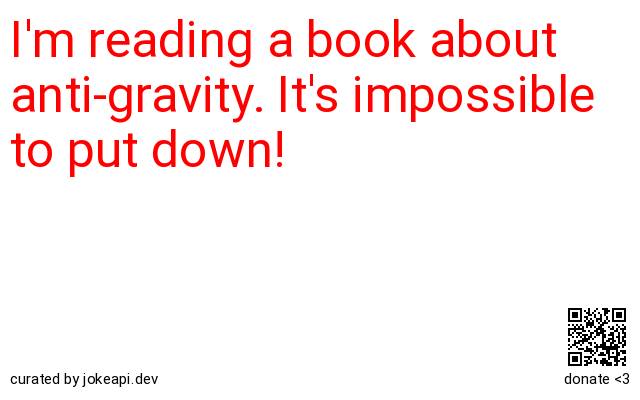 I'm reading a book about
anti-gravity. It's impossible
to put down!
curated by jokeapi.dev
donate <3